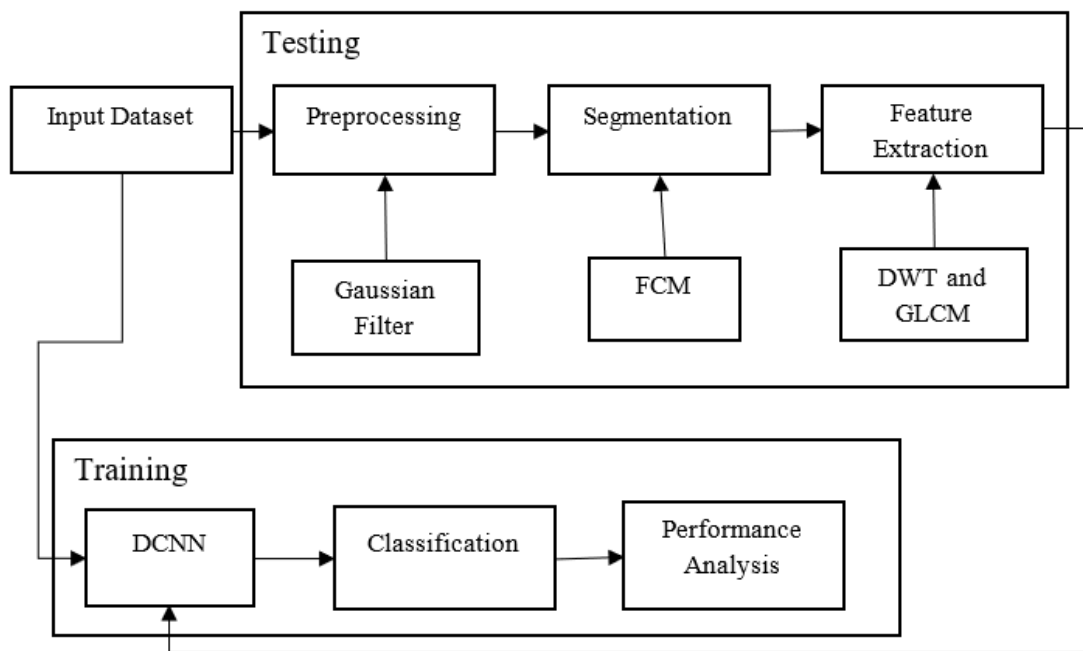 Testing
Input Dataset
Preprocessing
Segmentation
Feature
Extraction
Gaussian
Filter
FCM
DWT and
GLCM
Training
DCNN
Classification
Performance
Analysis